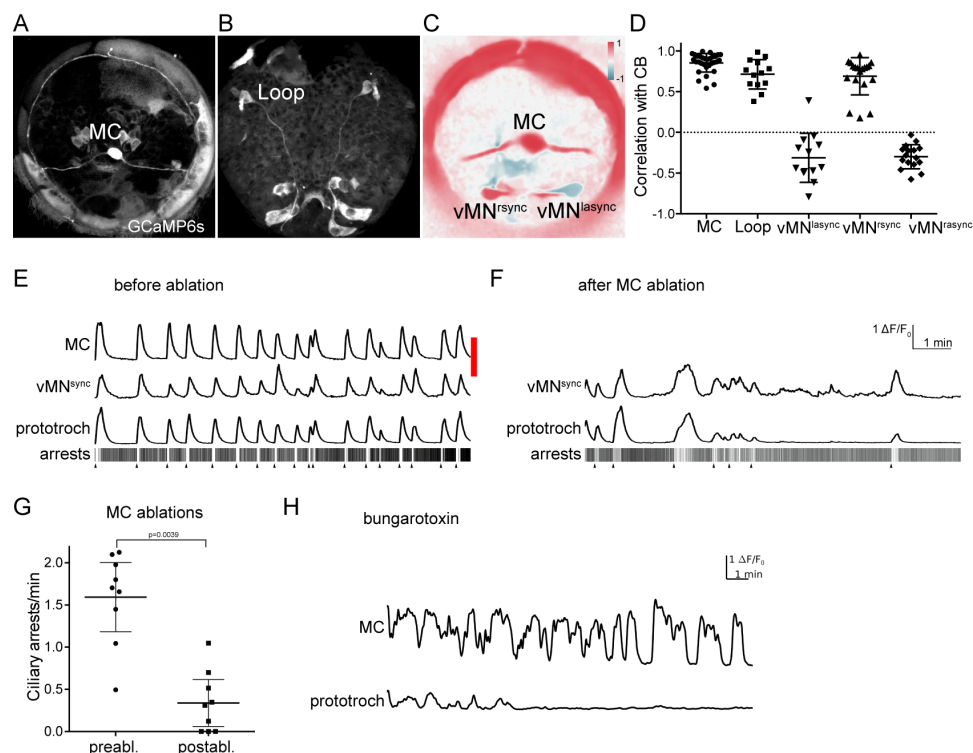 A
MC
GCaMP6s
B
Loop
C
1
-1
MC
vMNrsync
vMNlasync
D
Correlation with CB
1.0
0.5
0.0
-0.5
-1.0
MC
Loop
vMNlasync
vMNrsync
vMNrasync
E
before ablation
MC
vMNsync
prototroch
arrests
F
after MC ablation
1 ΔF/F0
1 min
vMNsync
prototroch
arrests
G
MC ablations
p=0.0039
Ciliary arrests/min
2.0
1.5
1.0
0.5
0.0
preabl.
postabl.
H
bungarotoxin
1 ΔF/F0
1 min
MC
prototroch